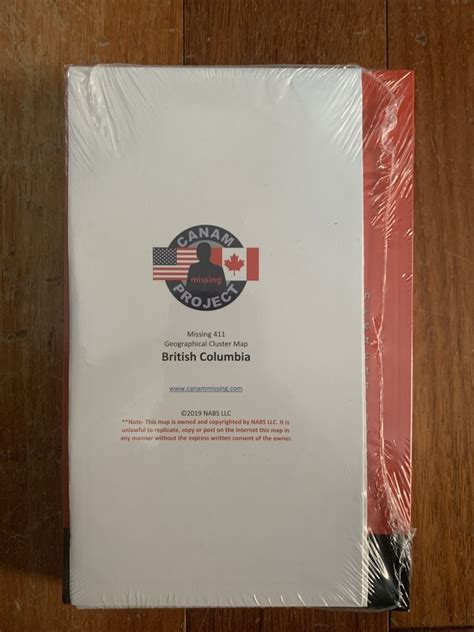 CANAM
missing
PROJECT
Missing 411
Geographical Cluster Map
British Columbia
www.canammissing.com
©2019 NABS LLC
**Note- This map is owned and copyrighted by NABS LLC. It is
unlawful to replicate, copy or post on the internet this map in
any manner without the express written consent of the owner.